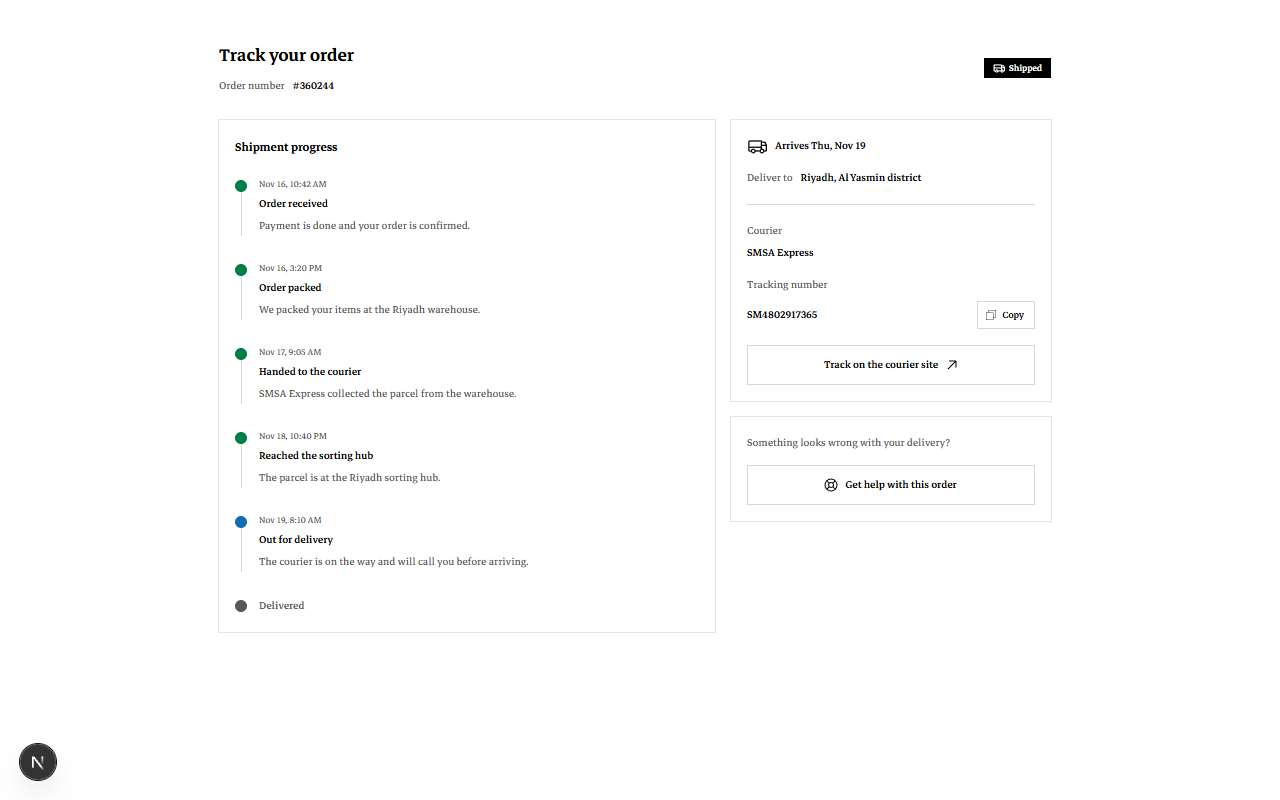 Track your order
Order number #360244
Shipped
Shipment progress
Nov 16, 10:42 AM
Order received
Payment is done and your order is confirmed.
Nov 16, 3:20 PM
Order packed
We packed your items at the Riyadh warehouse.
Nov 17, 9:05 AM
Handed to the courier
SMSA Express collected the parcel from the warehouse.
Nov 18, 10:40 PM
Reached the sorting hub
The parcel is at the Riyadh sorting hub.
Nov 19, 8:10 AM
Out for delivery
The courier is on the way and will call you before arriving.
Delivered
Arrives Thu, Nov 19
Deliver to Riyadh, Al Yasmin district
Courier
SMSA Express
Tracking number
SM4802917365
Copy
Track on the courier site
Something looks wrong with your delivery?
Get help with this order
N